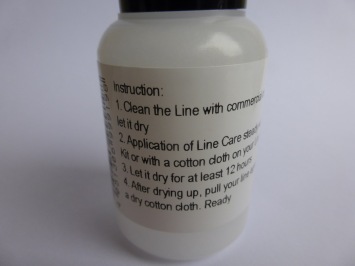 Instruction:
1. Clean the Line with
let it dry
2. Application of Line Care
Kit or with a cotton cloth on your
3. Let it dry for at least 12 hours
4. After drying up, pull your line
a dry cotton cloth. Ready